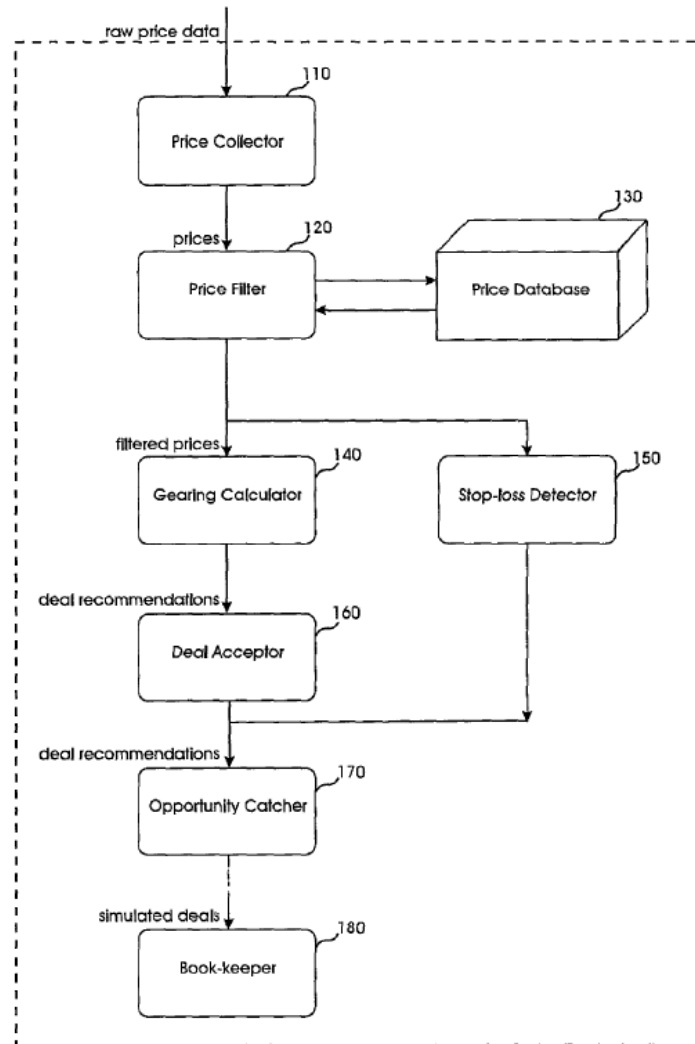 raw price data
110
Price Collector
prices
120
130
Price Filter
Price Database
filtered prices
140
150
Gearing Calculator
Stop-loss Detector
deal recommendations
160
Deal Acceptor
deal recommendations
170
Opportunity Catcher
simulated deals
180
Book-keeper